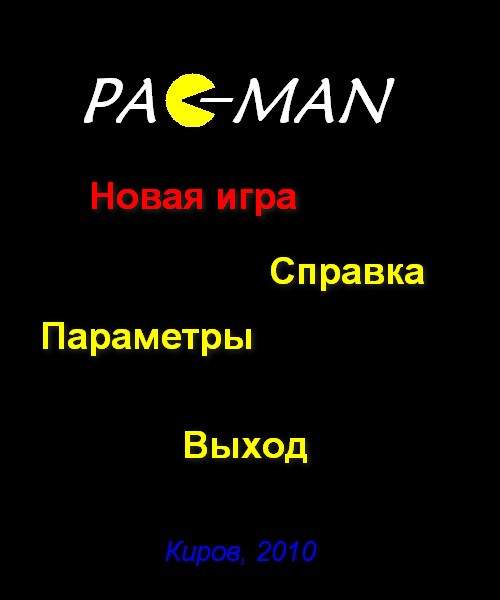 PAC-MAN
Новая игра
Справка
Параметры
Выход
Киров, 2010